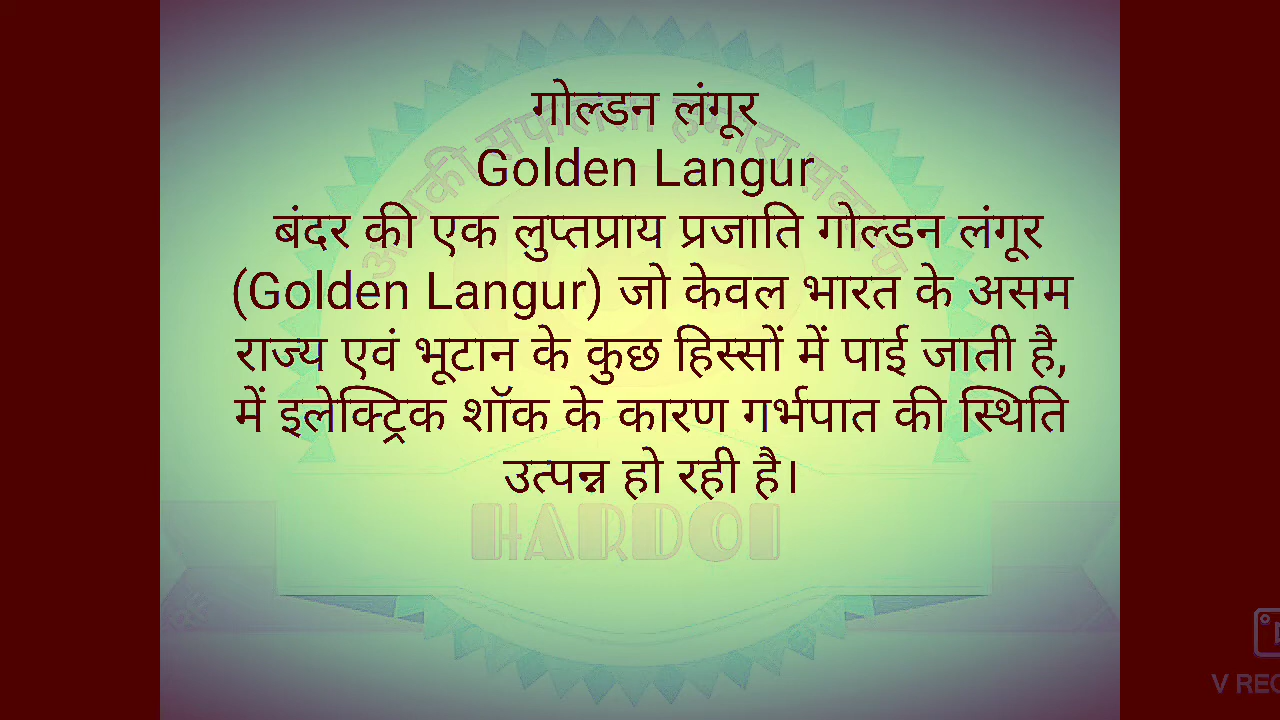 गोल्डन लंगूर
Golden Langur
बंदर की एक लुप्तप्राय प्रजाति गोल्डन लंगूर
(Golden Langur) जो केवल भारत के असम
राज्य एवं भूटान के कुछ हिस्सों में पाई जाती है,
में इलेक्ट्रिक शॉक के कारण गर्भपात की स्थिति
उत्पन्न हो रही है।
HARDOI
V REC